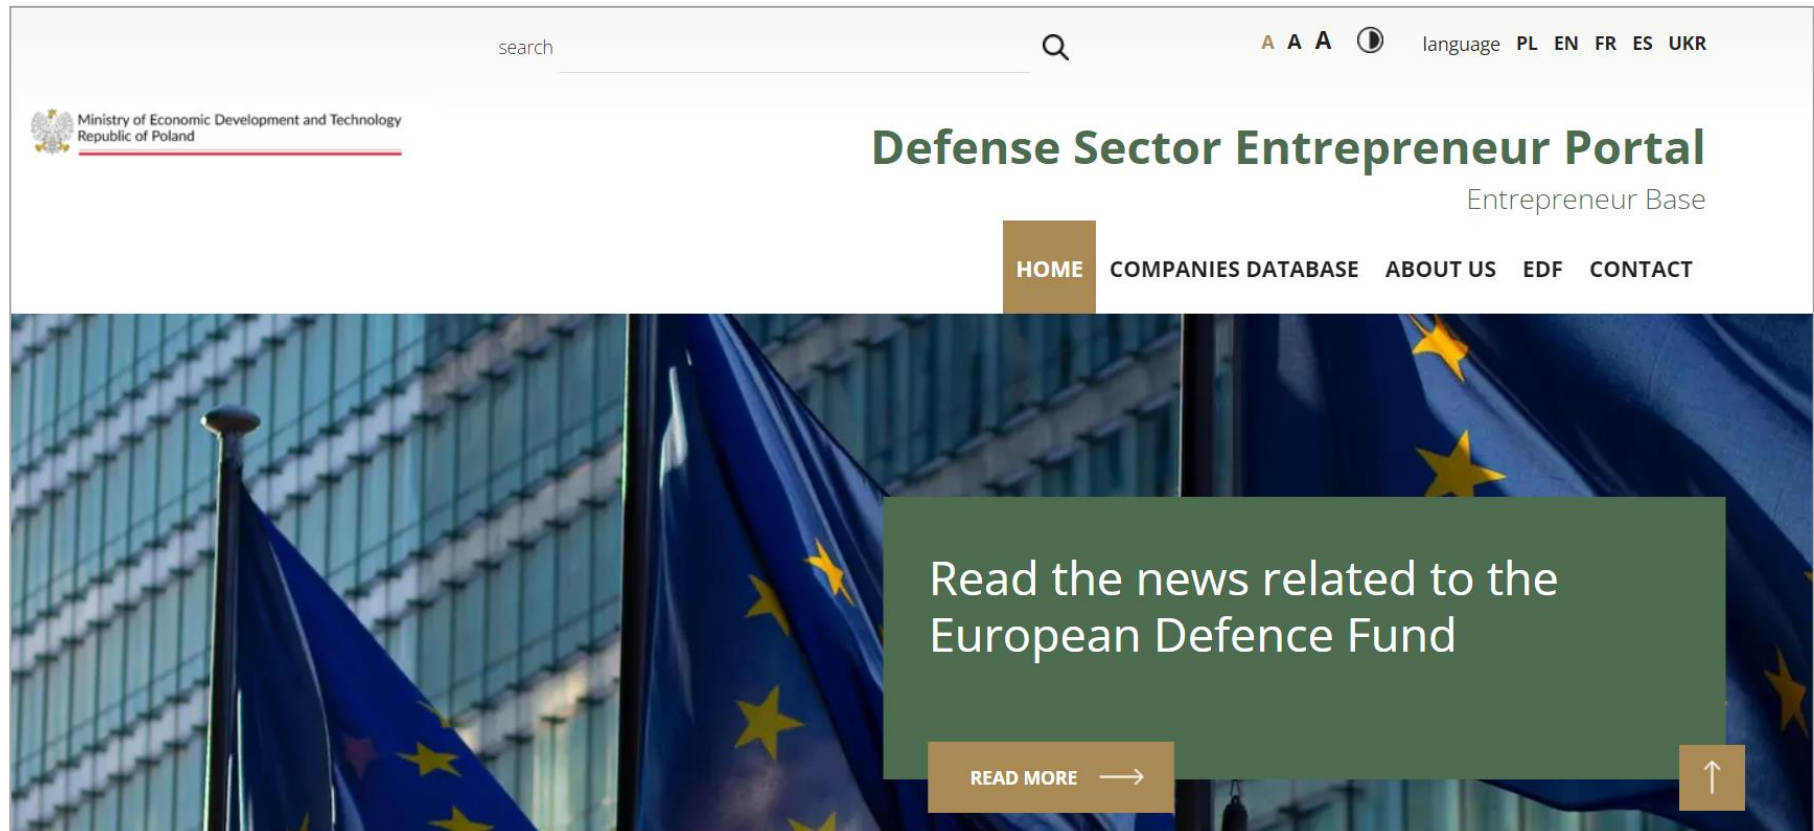 search
A A A
language PL EN FR ES UKR
Ministry of Economic Development and Technology
Republic of Poland
Defense Sector Entrepreneur Portal
Entrepreneur Base
HOME COMPANIES DATABASE ABOUT US EDF CONTACT
Read the news related to the
European Defence Fund
READ MORE